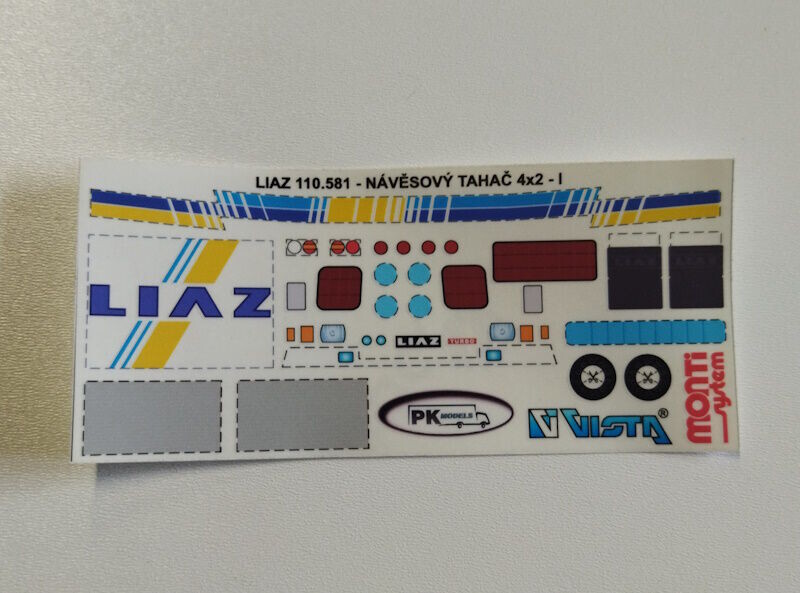 LIAZ 110.581 - NÁVĚSOVÝ TAHAČ 4x2 - I
LIAZ
LIAZ TURBO
PK MODELS
VISTA ®
MONTI
system